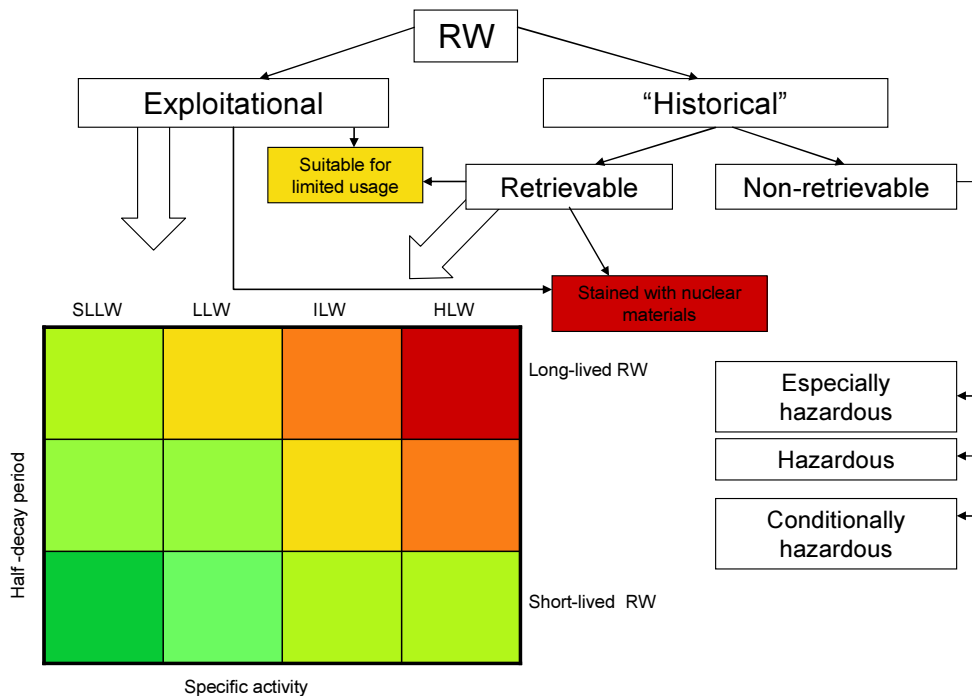 RW
Exploitational
“Historical”
Suitable for
limited usage
Retrievable
Non-retrievable
Stained with nuclear
materials
SLLW
LLW
ILW
HLW
Long-lived RW
Especially
hazardous
Hazardous
Half -decay period
Conditionally
hazardous
Short-lived  RW
Specific activity